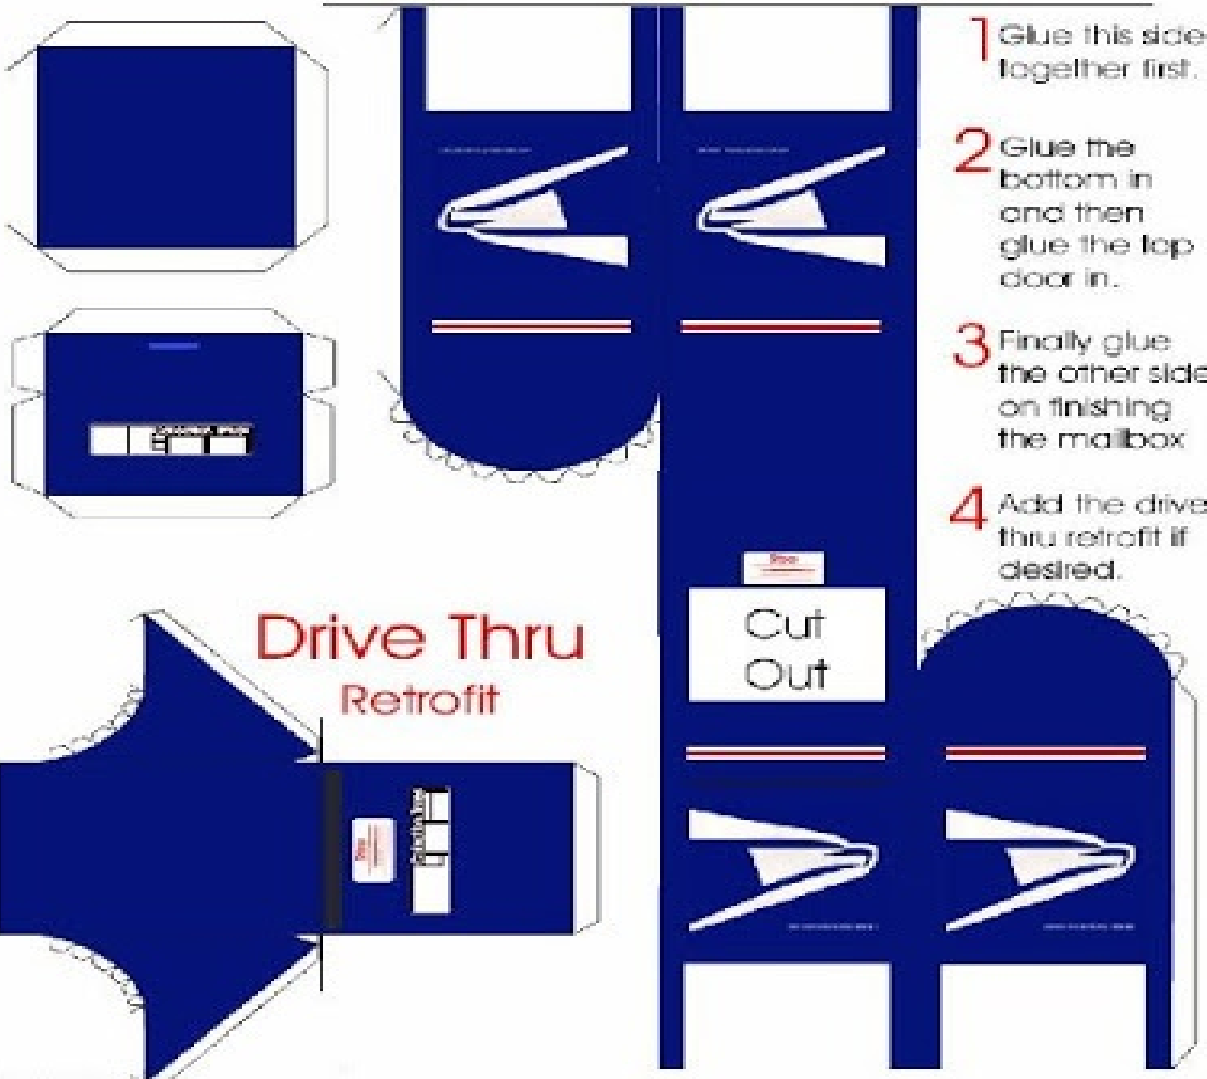 1 Glue this side
together first.
2 Glue the
bottom in
and then
glue the top
door in.
3 Finally glue
the other side
on finishing
the mailbox
4 Add the drive
thru retrofit if
desired.
Cut
Out
Drive Thru
Retrofit